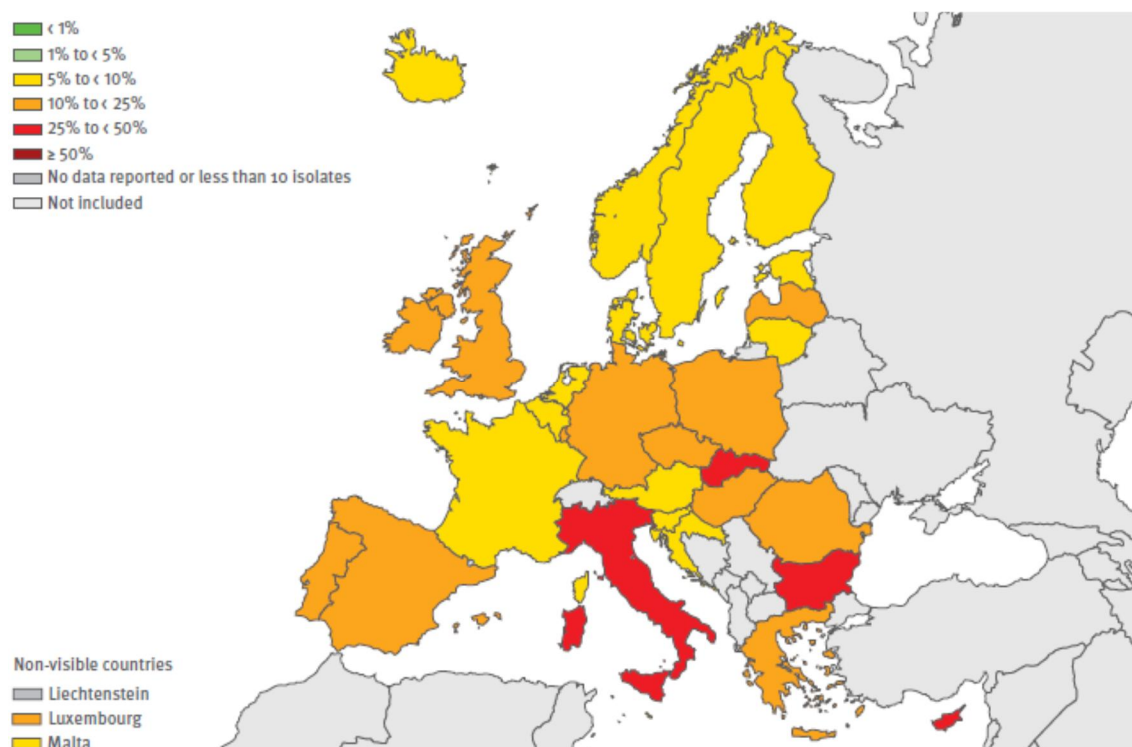 < 1%
1% to < 5%
5% to < 10%
10% to < 25%
25% to < 50%
≥ 50%
No data reported or less than 10 isolates
Not included
Non-visible countries
Liechtenstein
Luxembourg
Malta